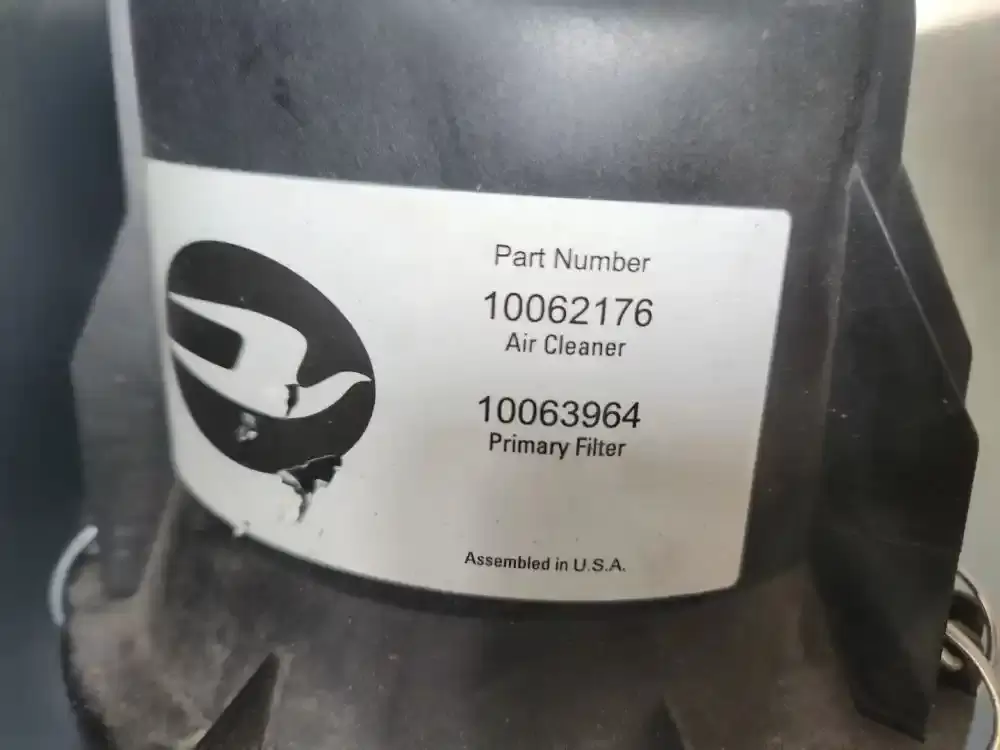 Part Number
10062176
Air Cleaner
10063964
Primary Filter
Assembled in U.S.A.